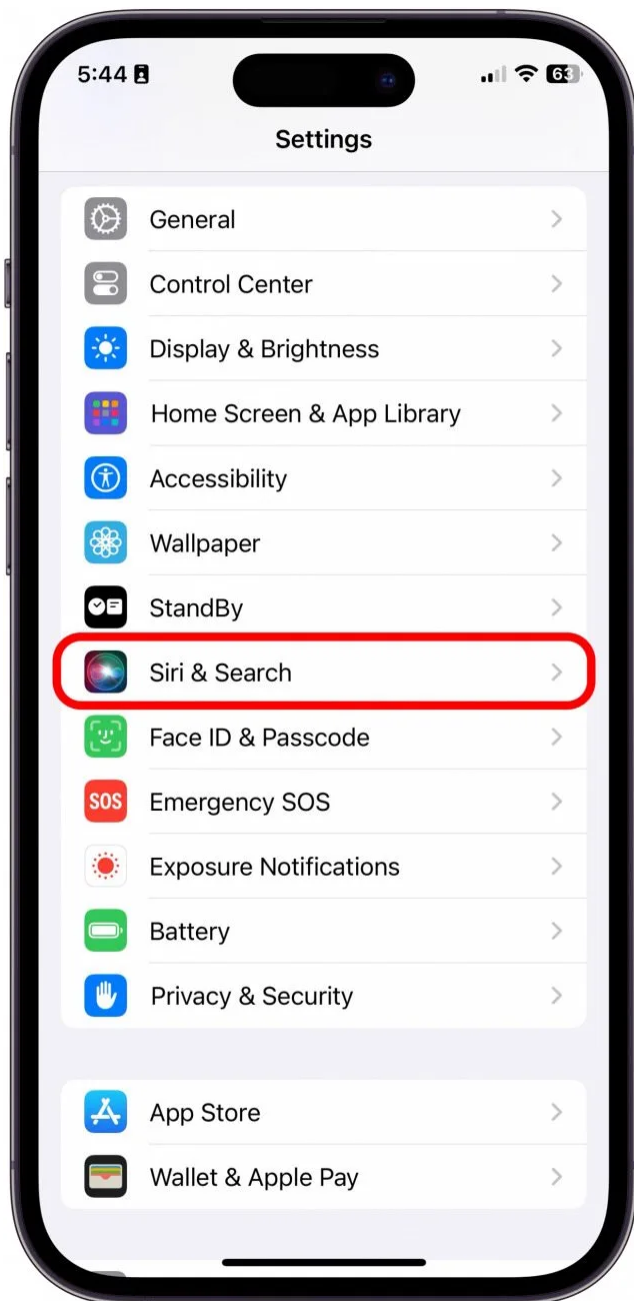 5:44
63
Settings
General
Control Center
Display & Brightness
Home Screen & App Library
Accessibility
Wallpaper
StandBy
Siri & Search
Face ID & Passcode
SOS Emergency SOS
Exposure Notifications
Battery
Privacy & Security
App Store
Wallet & Apple Pay